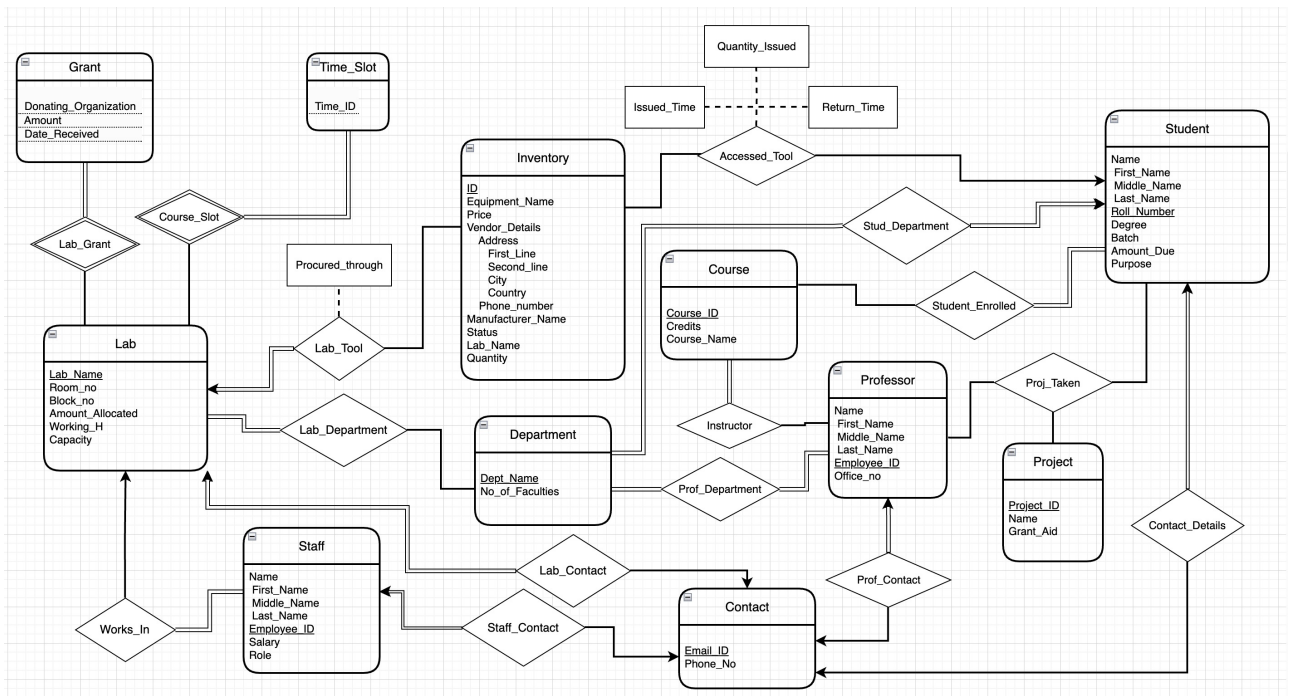 Quantity_Issued
Issued_Time
Return_Time
Accessed_Tool
Grant
Donating_Organization
Amount
Date_Received
Time_Slot
Time_ID
Course_Slot
Lab_Grant
Procured_through
Lab_Tool
Inventory
ID
Equipment_Name
Price
Vendor_Details
Address
First_Line
Second_line
City
Country
Phone_number
Manufacturer_Name
Status
Lab_Name
Quantity
Student
Name
First_Name
Middle_Name
Last_Name
Roll_Number
Degree
Batch
Amount_Due
Purpose
Stud_Department
Student_Enrolled
Course
Course_ID
Credits
Course_Name
Lab
Lab_Name
Room_no
Block_no
Amount_Allocated
Working_H
Capacity
Lab_Department
Department
Dept_Name
No_of_Faculties
Instructor
Prof_Department
Professor
Name
First_Name
Middle_Name
Last_Name
Employee_ID
Office_no
Proj_Taken
Project
Project_ID
Name
Grant_Aid
Contact_Details
Staff
Name
First_Name
Middle_Name
Last_Name
Employee_ID
Salary
Role
Works_In
Lab_Contact
Staff_Contact
Prof_Contact
Contact
Email_ID
Phone_No